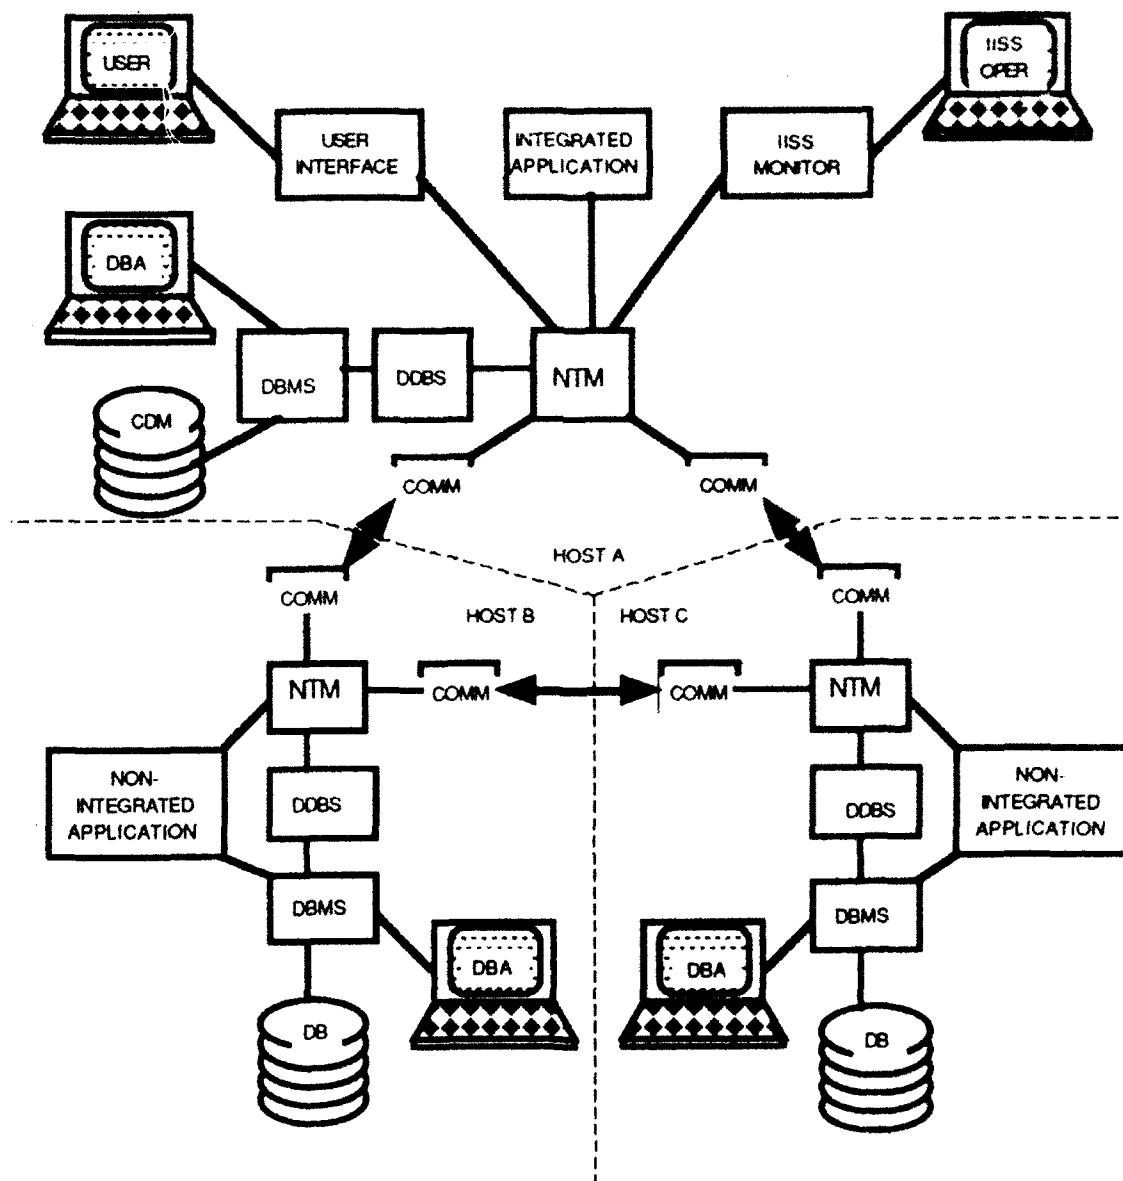 USER
IISS
OPER
USER
INTERFACE
INTEGRATED
APPLICATION
IISS
MONITOR
DBA
DBMS
DDBS
NTM
CDM
COMM
COMM
HOST A
COMM
COMM
HOST B
HOST C
NTM
COMM
COMM
NTM
NON-
INTEGRATED
APPLICATION
DDBS
DDBS
NON-
INTEGRATED
APPLICATION
DBMS
DBMS
DBA
DBA
DB
DB